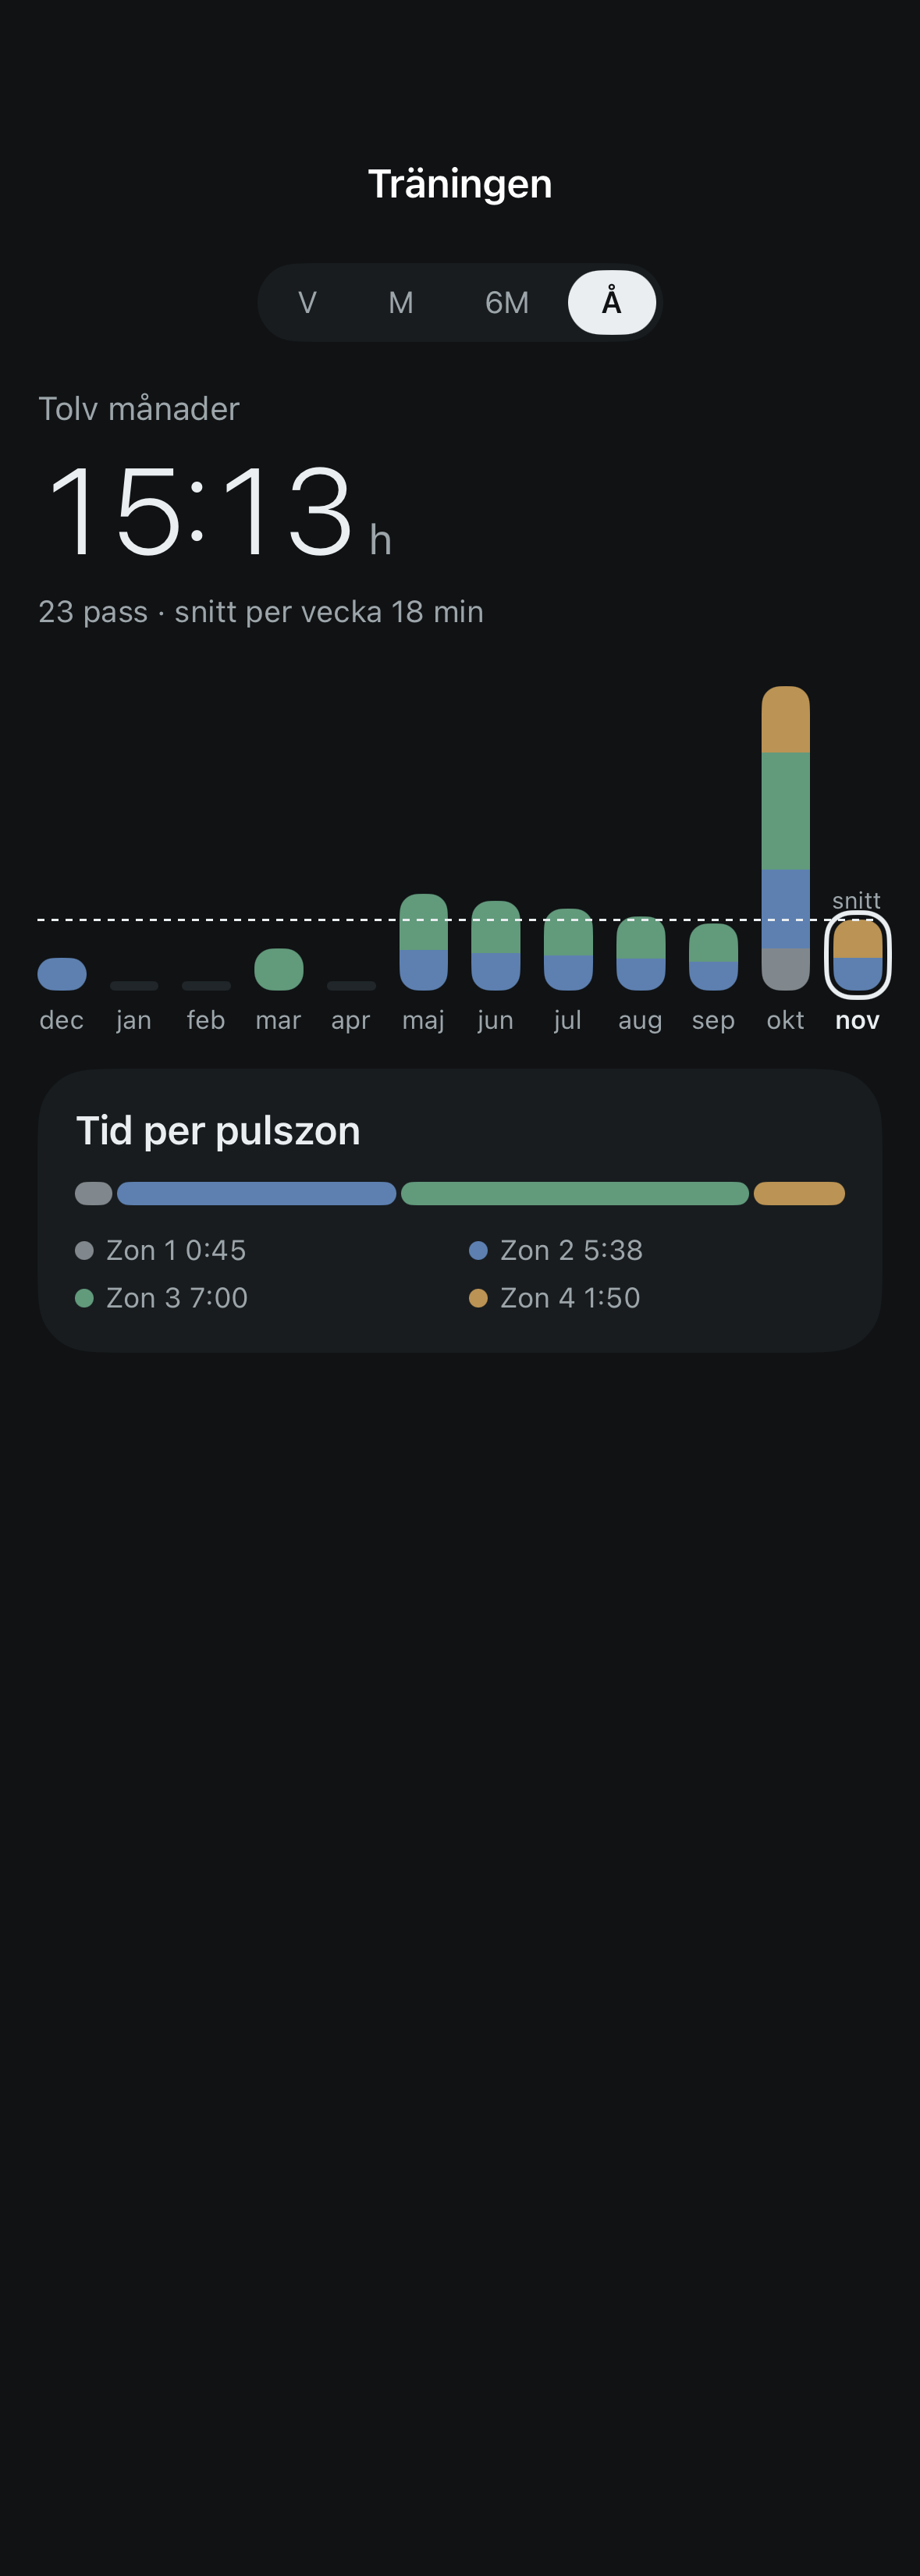 Träningen
V M 6M Å
Tolv månader
15:13 h
23 pass · snitt per vecka 18 min
snitt
dec jan feb mar apr maj jun jul aug sep okt nov
Tid per pulszon
Zon 1 0:45 Zon 2 5:38
Zon 3 7:00 Zon 4 1:50